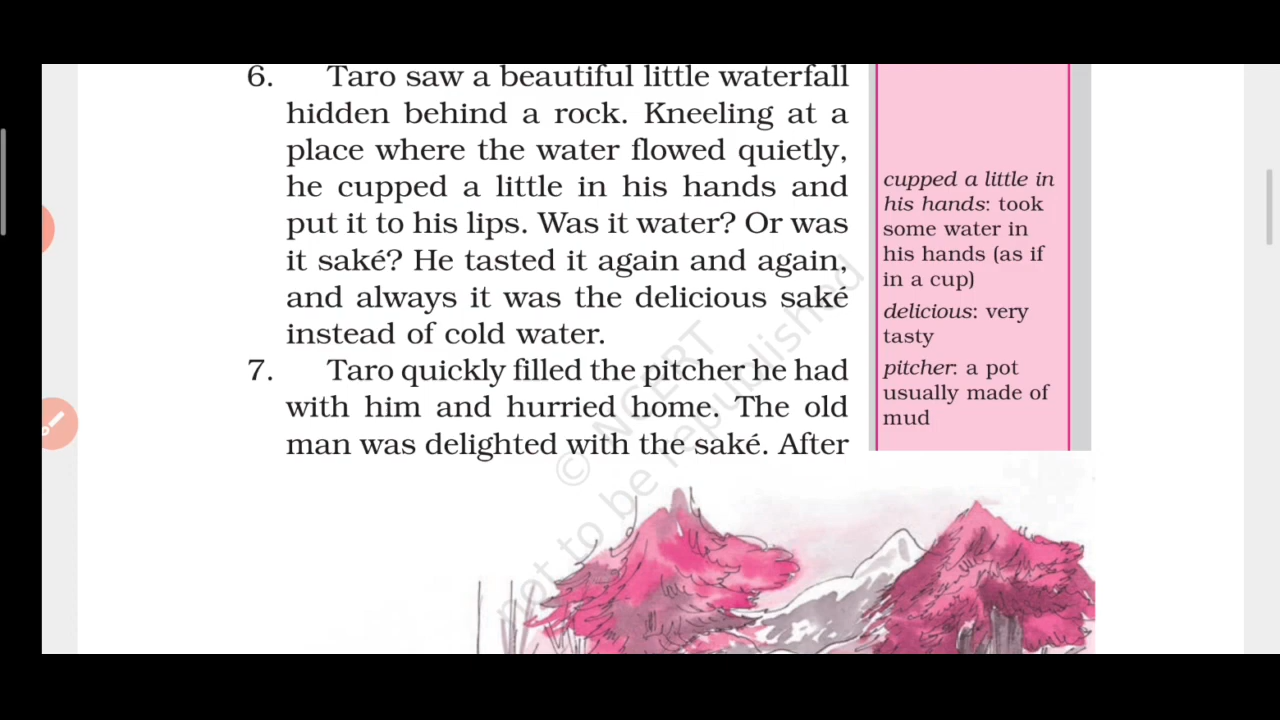 6. Taro saw a beautiful little waterfall
hidden behind a rock. Kneeling at a
place where the water flowed quietly,
he cupped a little in his hands and
put it to his lips. Was it water? Or was
it saké? He tasted it again and again,
and always it was the delicious saké
instead of cold water.
7. Taro quickly filled the pitcher he had
with him and hurried home. The old
man was delighted with the saké. After
cupped a little in
his hands: took
some water in
his hands (as if
in a cup)
delicious: very
tasty
pitcher: a pot
usually made of
mud
© NCERT
not to be republished